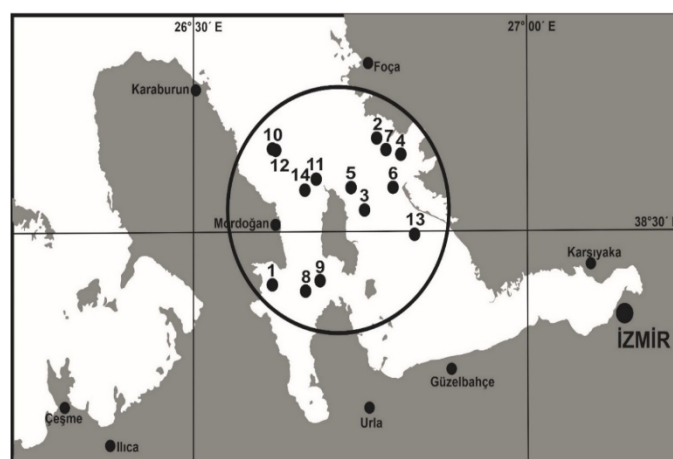 26°30´ E
27°00´ E
Foça
Karaburun
2
10
7
4
12
11
14
5
6
3
Mordoğan
13
38°30´ N
Karşıyaka
1
8
9
İZMİR
Güzelbahçe
Çeşme
Urla
Ilıca